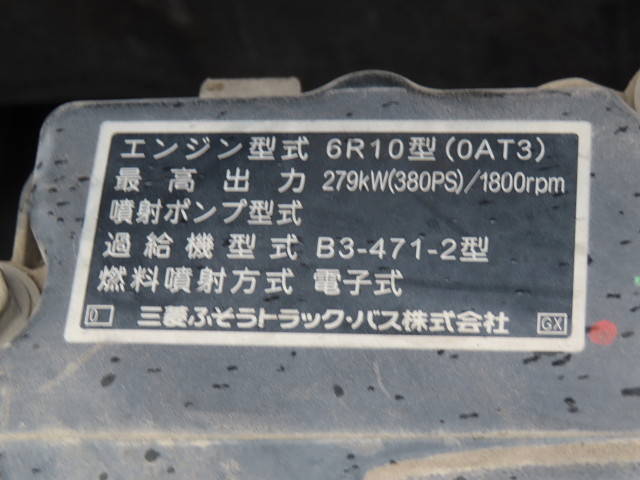 エンジン型式 6R10型(0AT3)
最高出力 279kW(380PS)/1800rpm
噴射ポンプ型式
過給機型式 B3-471-2型
燃料噴射方式 電子式
D 三菱ふそうトラック・バス株式会社 GX